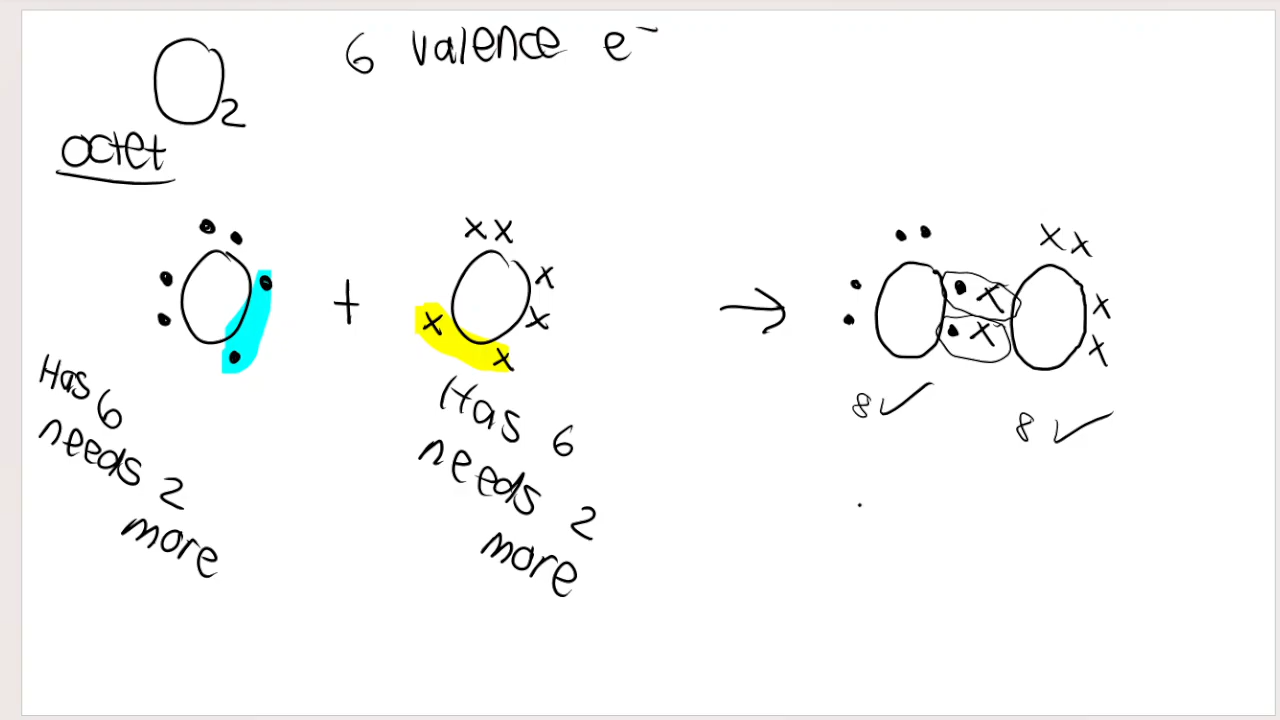 O2 6 valence e-
octet
O + O → O O
x x
x
x
x
x
x x
x
x
x
x
Has 6
needs 2
more
Has 6
needs 2
more
8 ✓
8 ✓